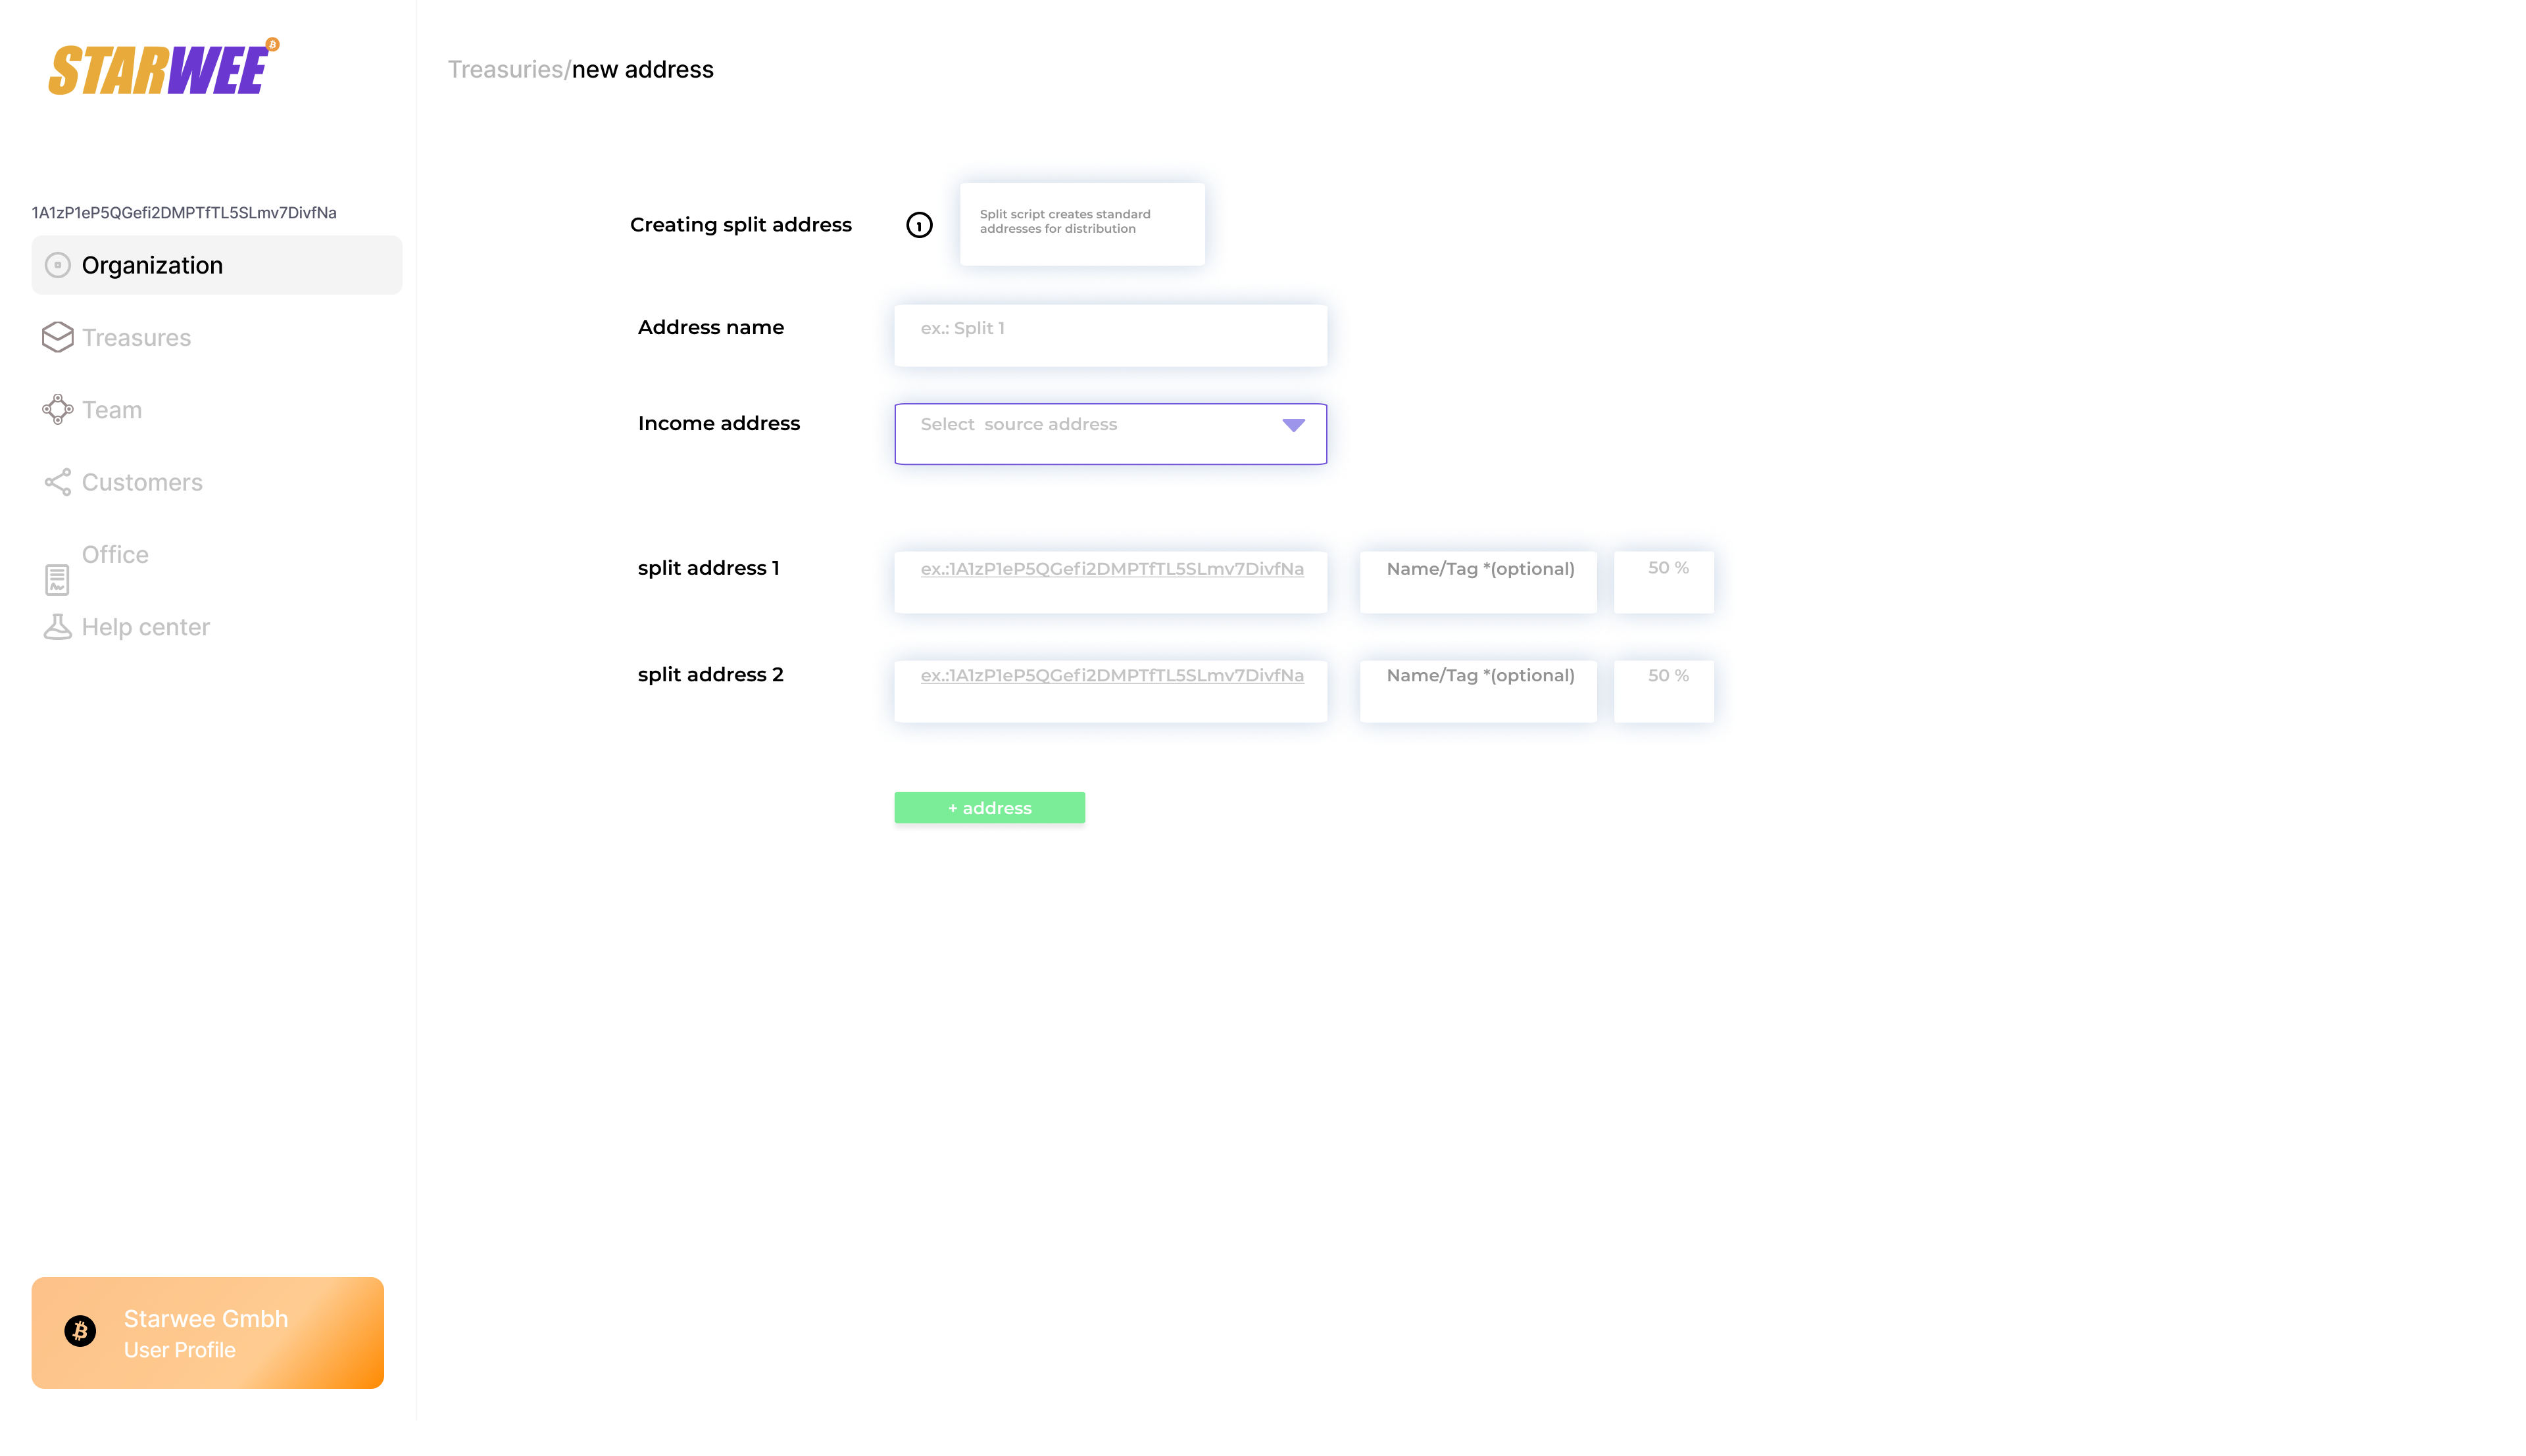 STARWEE
Treasuries/new address
1A1zP1eP5QGefi2DMPTfTL5SLmv7DivfNa
Organization
Treasures
Team
Customers
Office
Help center
Creating split address
Split script creates standard
addresses for distribution
Address name
ex.: Split 1
Income address
Select source address
split address 1
ex.:1A1zP1eP5QGefi2DMPTfTL5SLmv7DivfNa
Name/Tag *(optional)
50 %
split address 2
ex.:1A1zP1eP5QGefi2DMPTfTL5SLmv7DivfNa
Name/Tag *(optional)
50 %
+ address
Starwee Gmbh
User Profile